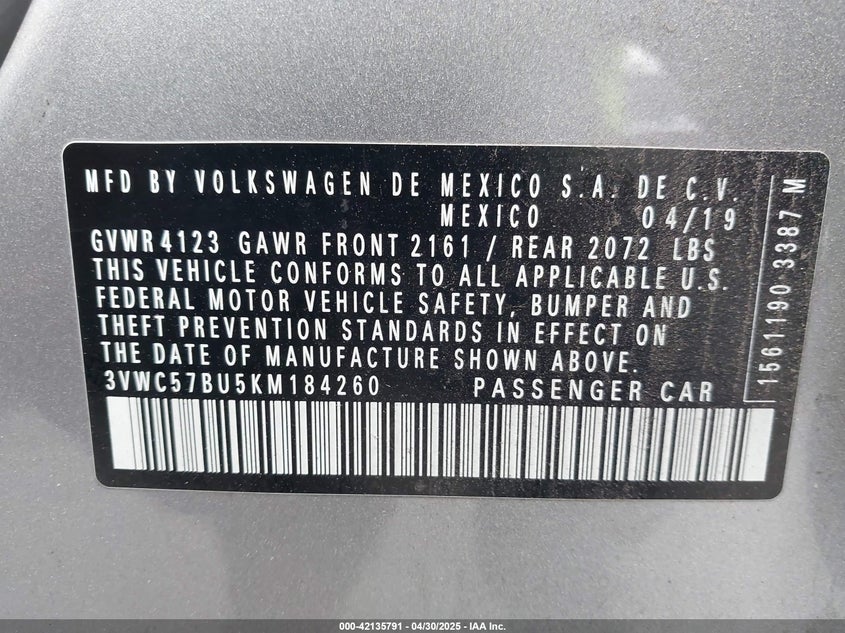 MFD BY VOLKSWAGEN DE MEXICO S.A. DE C.V.
MEXICO 04/19
GVWR4123 GAWR FRONT 2161 / REAR 2072 LBS
THIS VEHICLE CONFORMS TO ALL APPLICABLE U.S.
FEDERAL MOTOR VEHICLE SAFETY, BUMPER AND
THEFT PREVENTION STANDARDS IN EFFECT ON
THE DATE OF MANUFACTURE SHOWN ABOVE.
3VWC57BU5KM184260 PASSENGER CAR
1561190 3387 M
000-42135791 - 04/30/2025 - IAA Inc.